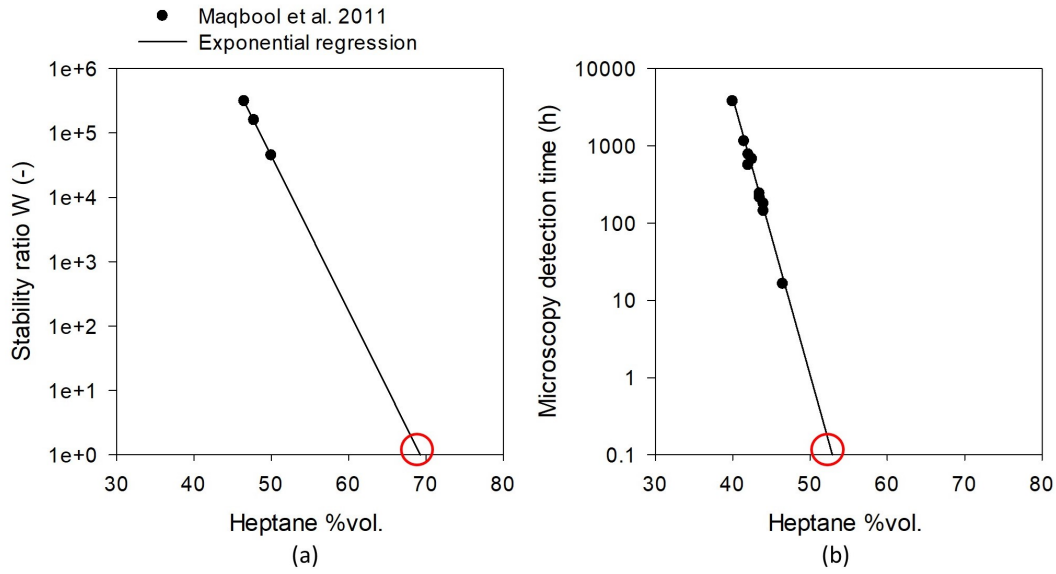 Maqbool et al. 2011
Exponential regression
Stability ratio W (-)
1e+6
1e+5
1e+4
1e+3
1e+2
1e+1
1e+0
30 40 50 60 70 80
Heptane %vol.
(a)
Microscopy detection time (h)
10000
1000
100
10
1
0.1
30 40 50 60 70 80
Heptane %vol.
(b)